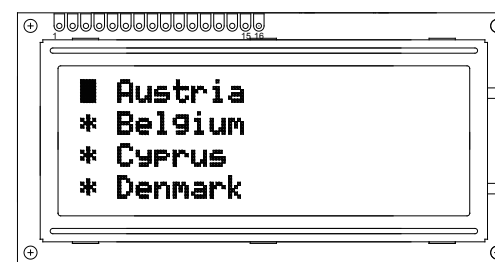 1 15 16
█ Austria
* Belgium
* Cyprus
* Denmark